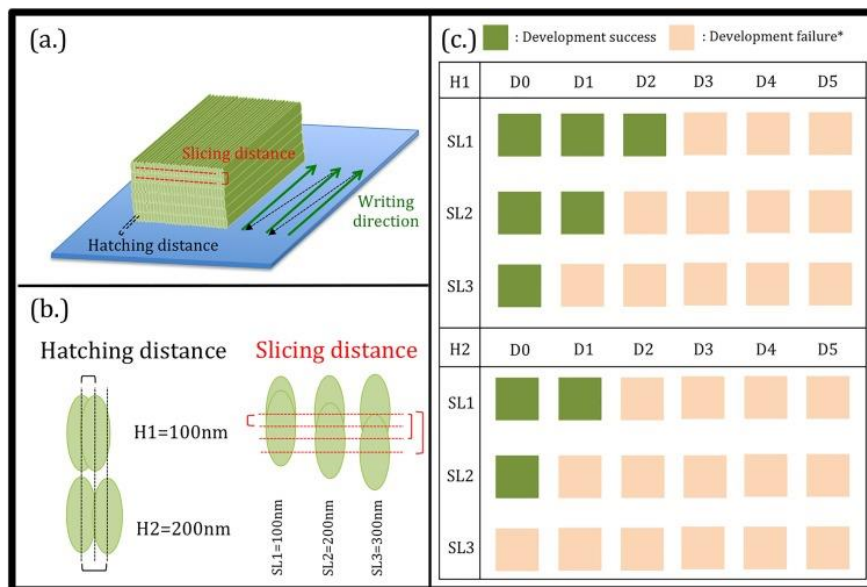 (a.)
Slicing distance
Writing
direction
Hatching distance
(b.)
Hatching distance
Slicing distance
H1=100nm
H2=200nm
SL1=100nm
SL2=200nm
SL3=300nm
(c.)
: Development success : Development failure*
H1 D0 D1 D2 D3 D4 D5
SL1
SL2
SL3
H2 D0 D1 D2 D3 D4 D5
SL1
SL2
SL3